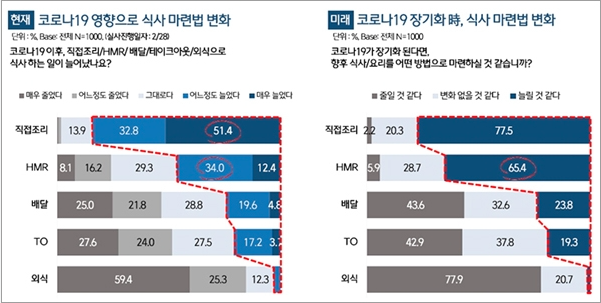 현재 코로나19 영향으로 식사 마련법 변화
단위 : %, Base: 전체 N=1000, (실사진행일자 : 2/28)
코로나19 이후, 직접조리/HMR/ 배달/테이크아웃/외식으로
식사 하는 일이 늘어났나요?
매우 줄었다 어느정도 줄었다 그대로다 어느정도 늘었다 매우 늘었다
직접조리 13.9 32.8 51.4
HMR 8.1 16.2 29.3 34.0 12.4
배달 25.0 21.8 28.8 19.6 4.8
TO 27.6 24.0 27.5 17.2 3.7
외식 59.4 25.3 12.3
미래 코로나19 장기화 時, 식사 마련법 변화
단위 : %, Base: 전체 N=1000
코로나가 장기화 된다면,
향후 식사/요리를 어떤 방법으로 마련하실 것 같습니까?
줄일 것 같다 변화 없을 것 같다 늘릴 것 같다
직접조리 2.2 20.3 77.5
HMR 5.9 28.7 65.4
배달 43.6 32.6 23.8
TO 42.9 37.8 19.3
외식 77.9 20.7